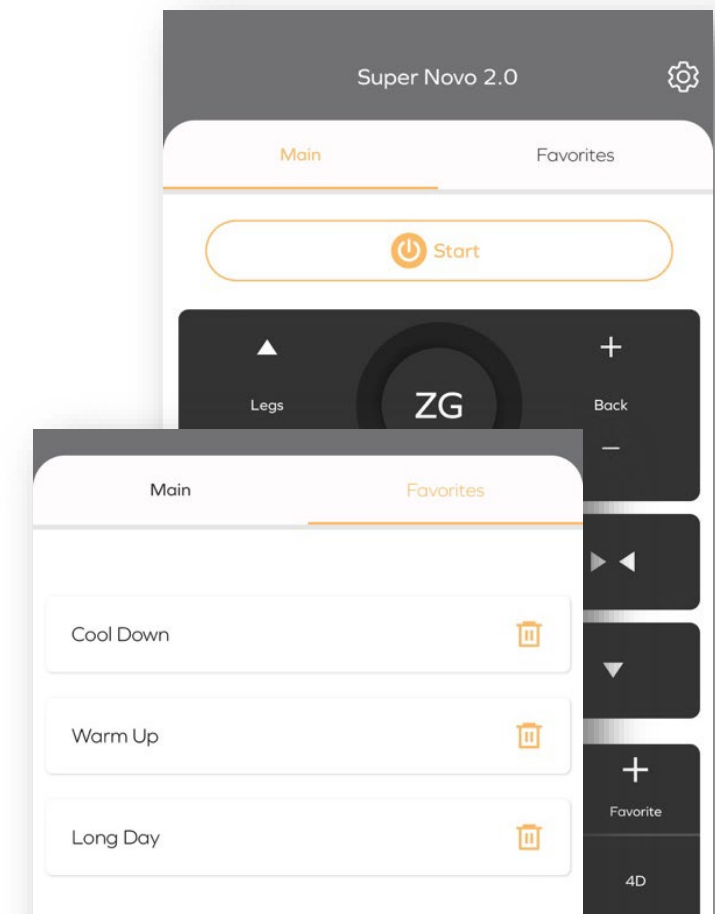 Super Novo 2.0
Main Favorites
Start
Legs ZG Back
Main Favorites
Cool Down
Warm Up
Long Day
Favorite
4D